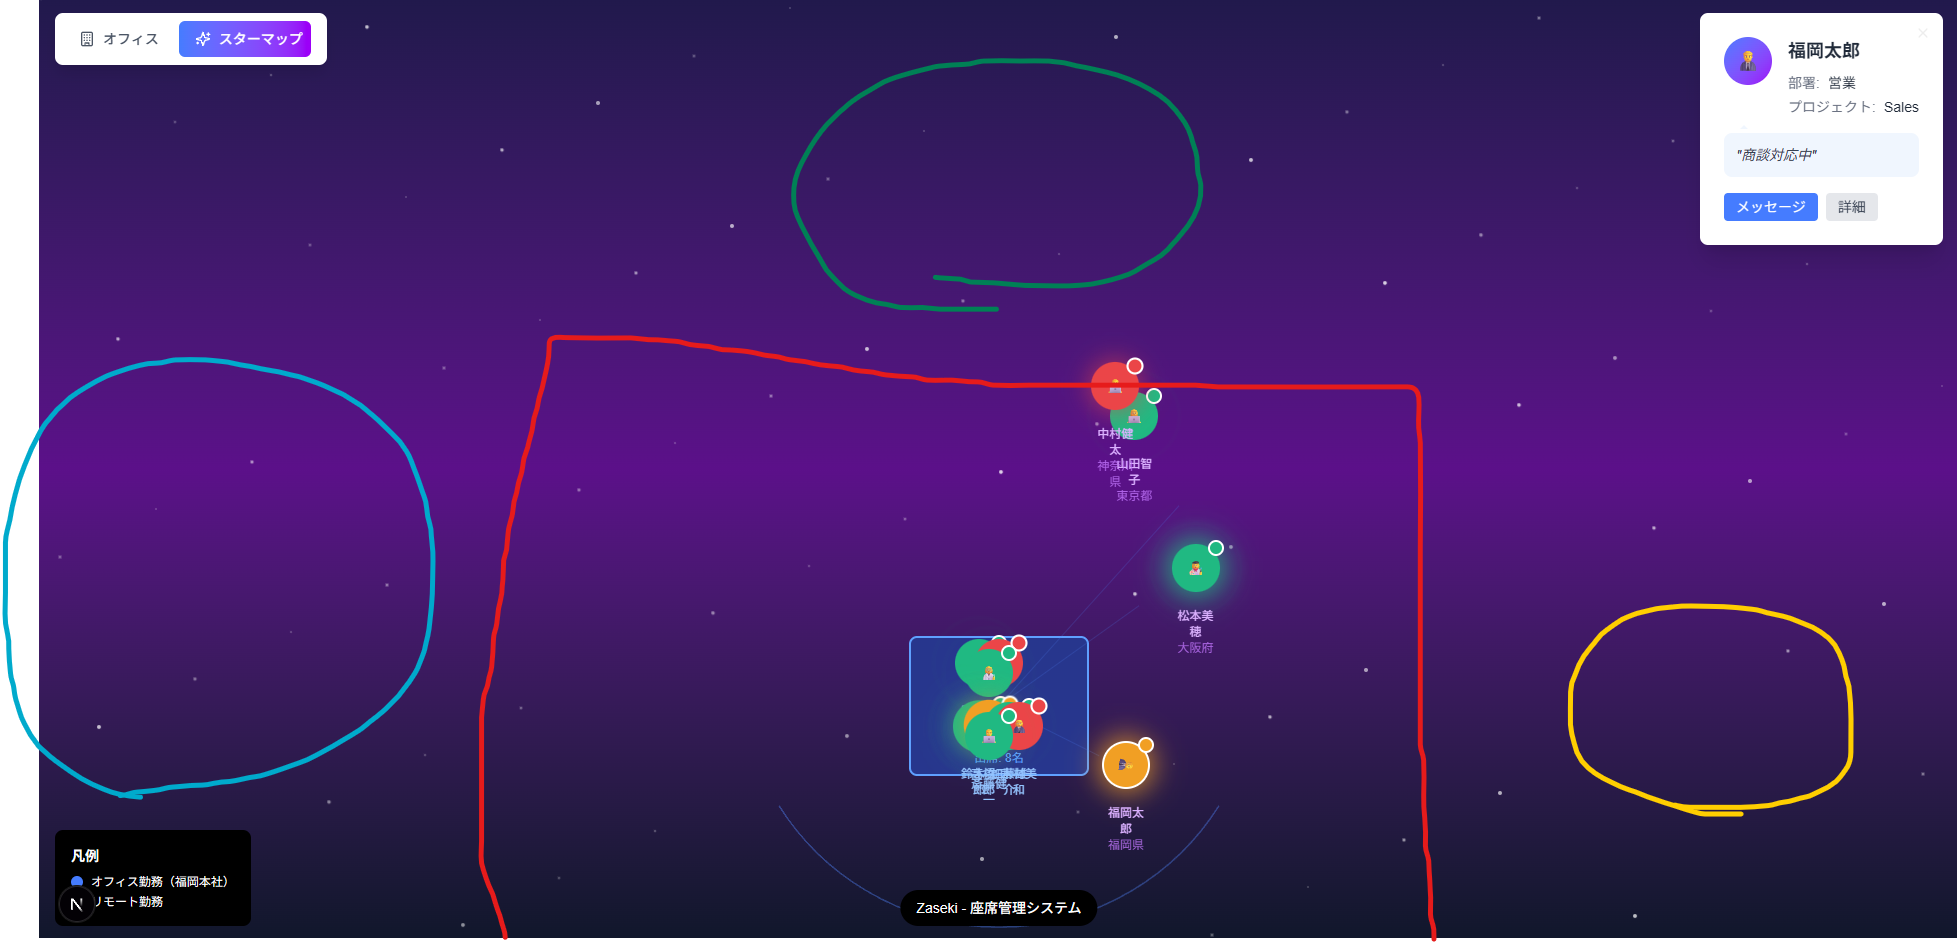 オフィス
スターマップ
福岡太郎
部署: 営業
プロジェクト: Sales
"商談対応中"
メッセージ
詳細
中村健
太
県
山田智
子
東京都
松本美
穂
大阪府
福岡太
郎
福岡県
凡例
オフィス勤務（福岡本社）
リモート勤務
N
Zaseki - 座席管理システム